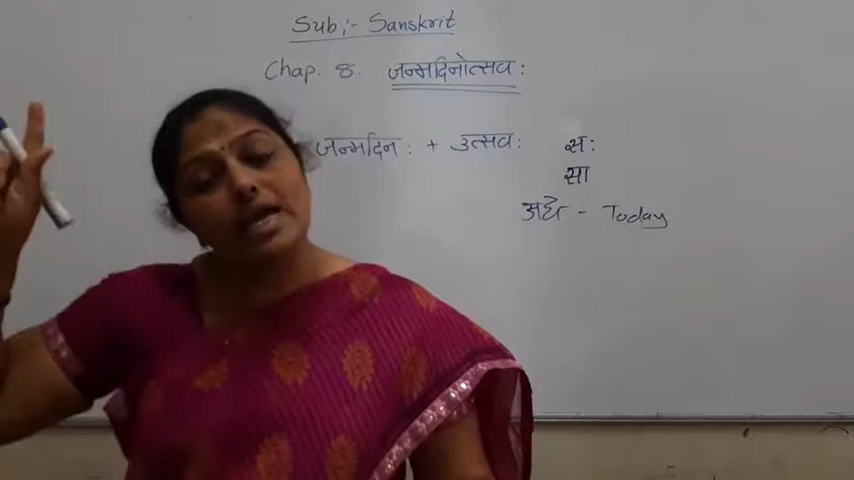 Sub:- Sanskrit
Chap. 8. जन्मदिनोत्सवः
जन्मदिनः + उत्सवः सः
सा
अद्य - Today